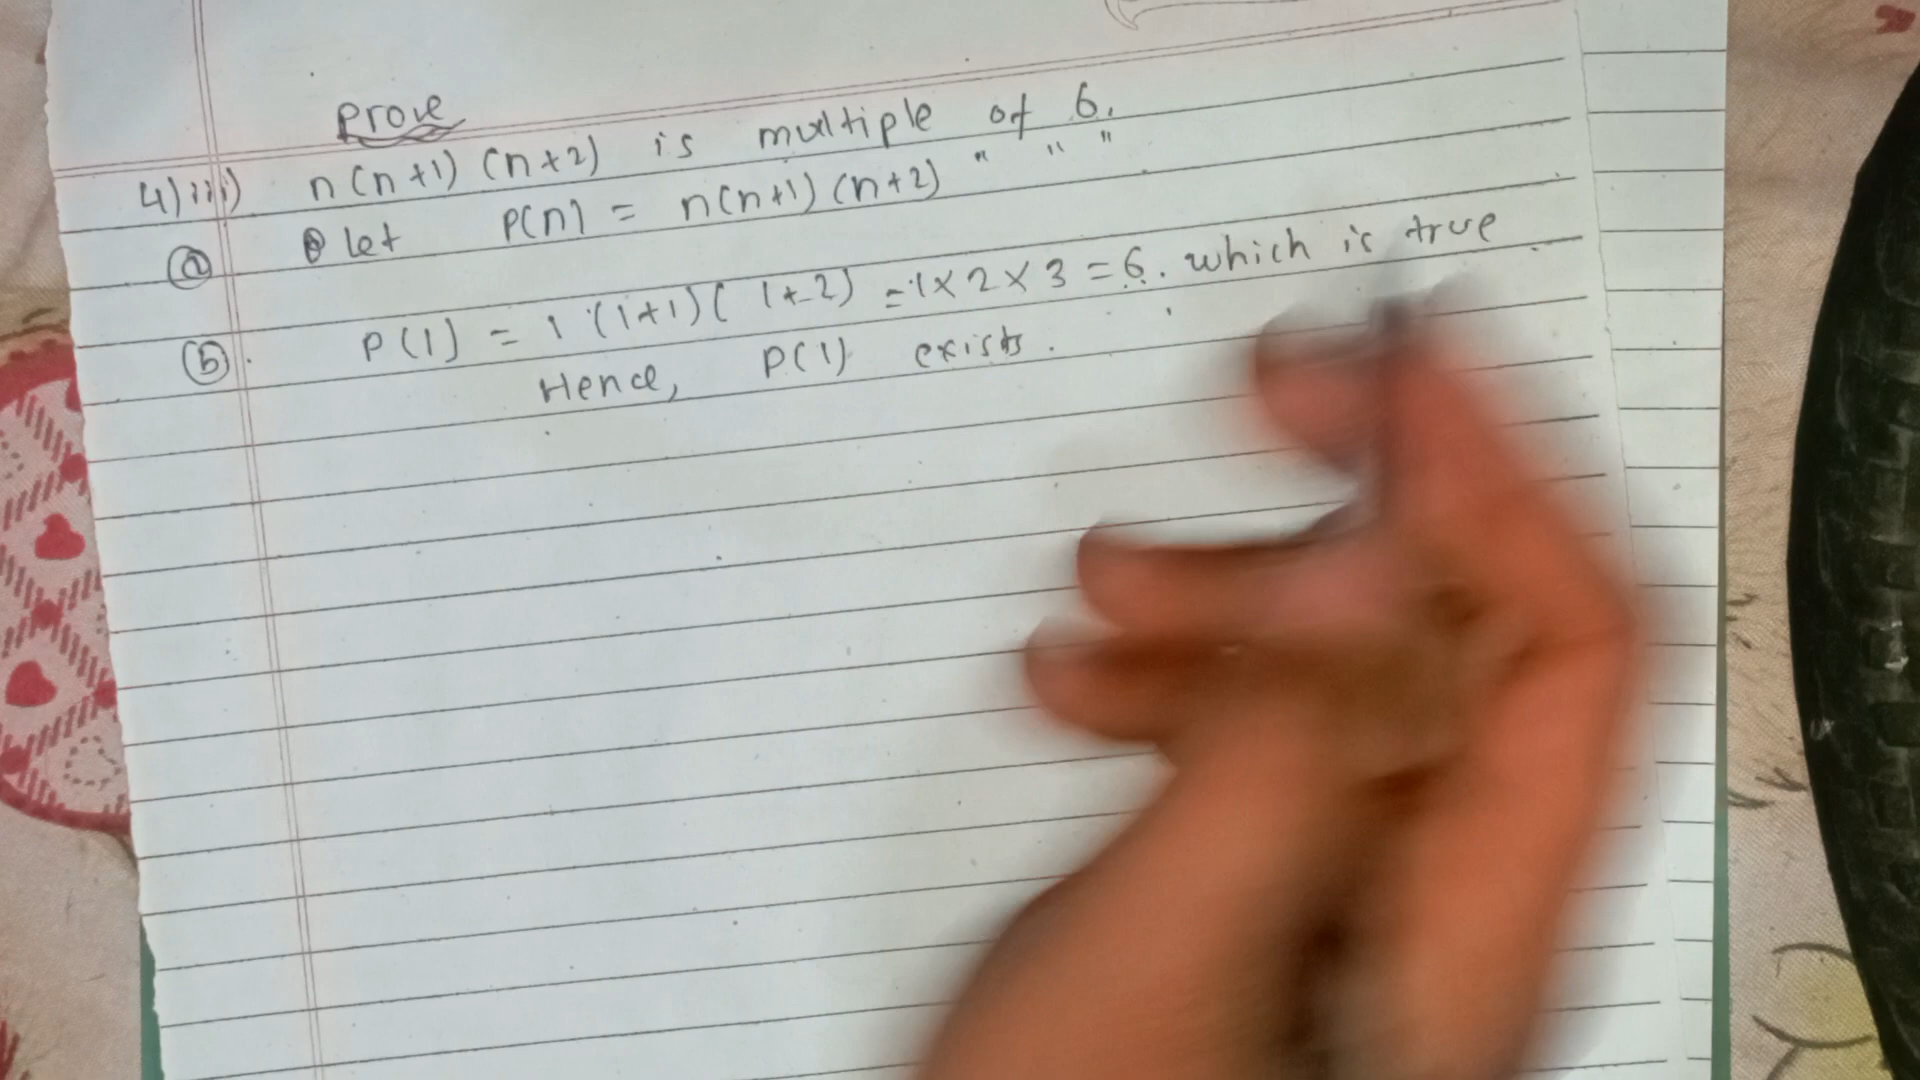 Prove
4) iii) n(n+1) (n+2) is multiple of 6.
(a) Let P(n) = n(n+1) (n+2) " " "
(b). P(1) = 1 (1+1) (1+2) = 1×2×3 = 6. which is true
Hence, P(1) exists.